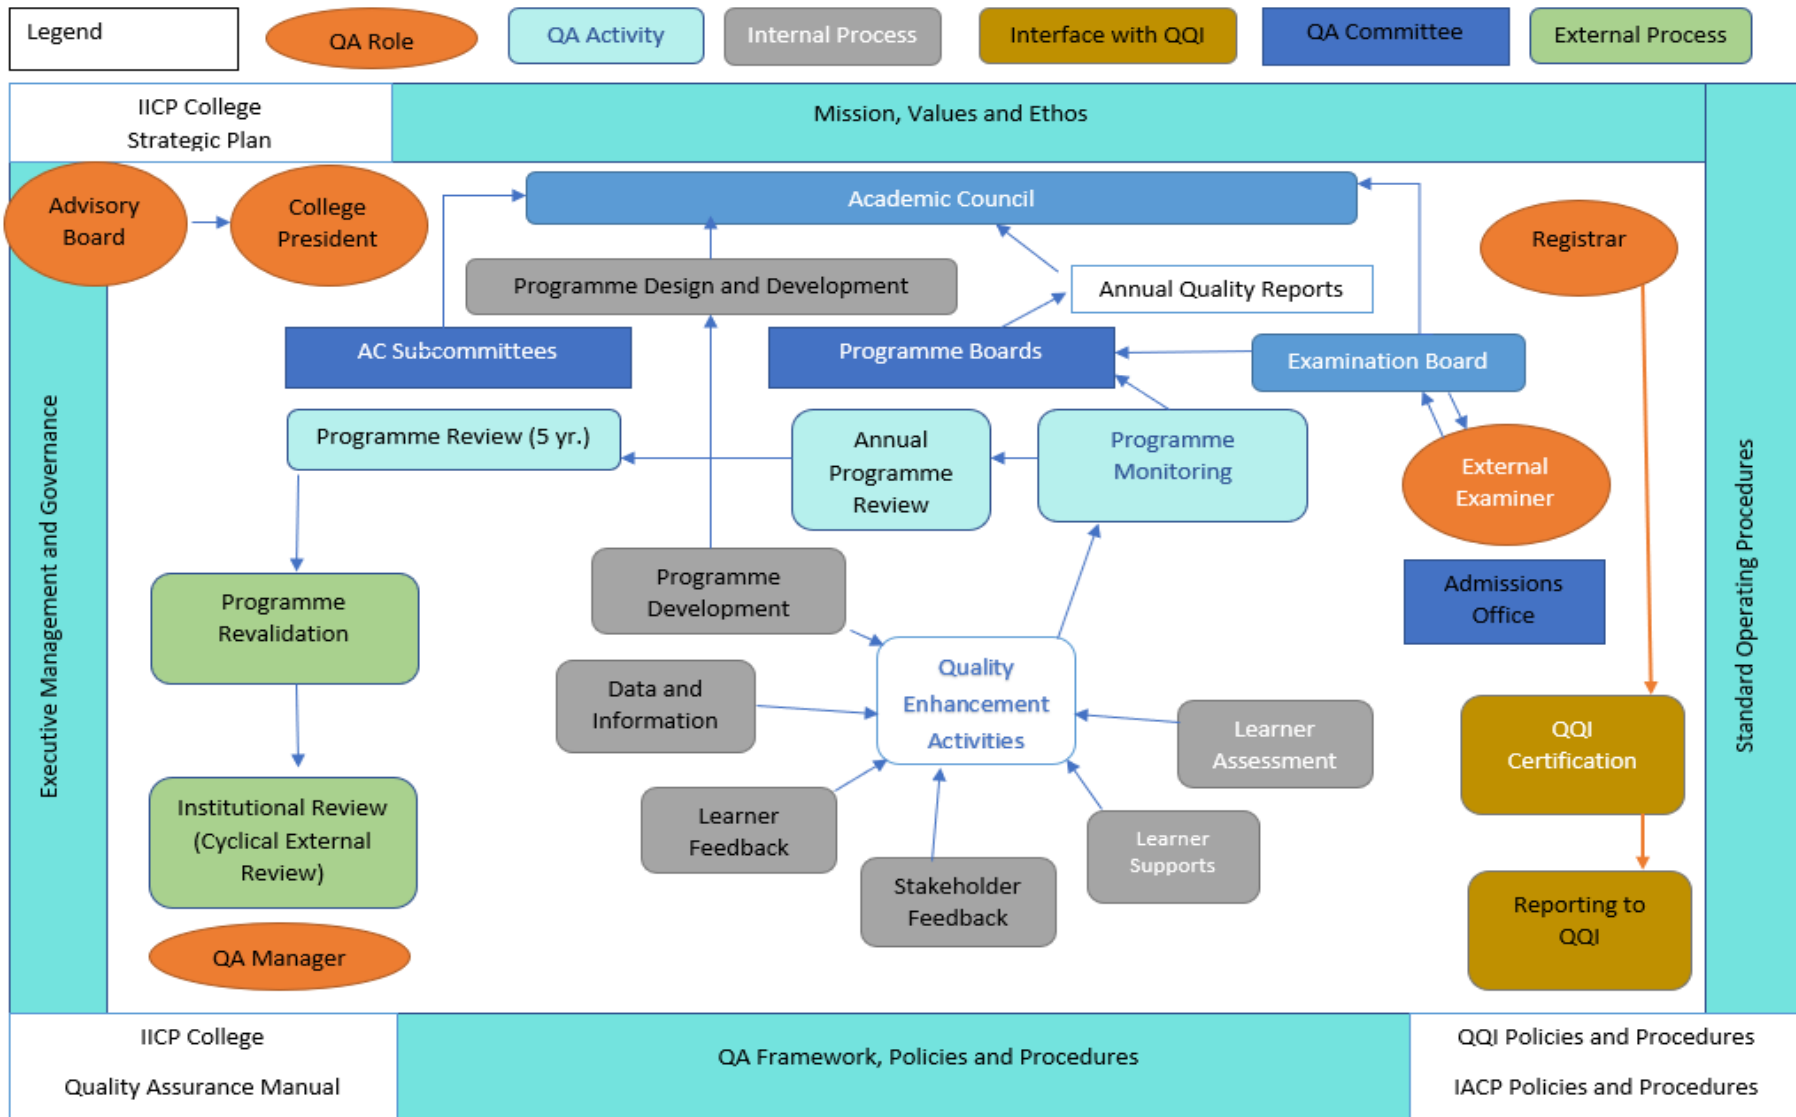 Legend
QA Role
QA Activity
Internal Process
Interface with QQI
QA Committee
External Process
IICP College
Strategic Plan
Mission, Values and Ethos
Executive Management and Governance
Standard Operating Procedures
Advisory
Board
College
President
Academic Council
Registrar
Programme Design and Development
Annual Quality Reports
AC Subcommittees
Programme Boards
Examination Board
Programme Review (5 yr.)
Annual
Programme
Review
Programme
Monitoring
External
Examiner
Programme
Revalidation
Programme
Development
Admissions
Office
Quality
Enhancement
Activities
Data and
Information
Learner
Assessment
QQI
Certification
Institutional Review
(Cyclical External
Review)
Learner
Feedback
Learner
Supports
Stakeholder
Feedback
Reporting to
QQI
QA Manager
IICP College
Quality Assurance Manual
QA Framework, Policies and Procedures
QQI Policies and Procedures
IACP Policies and Procedures